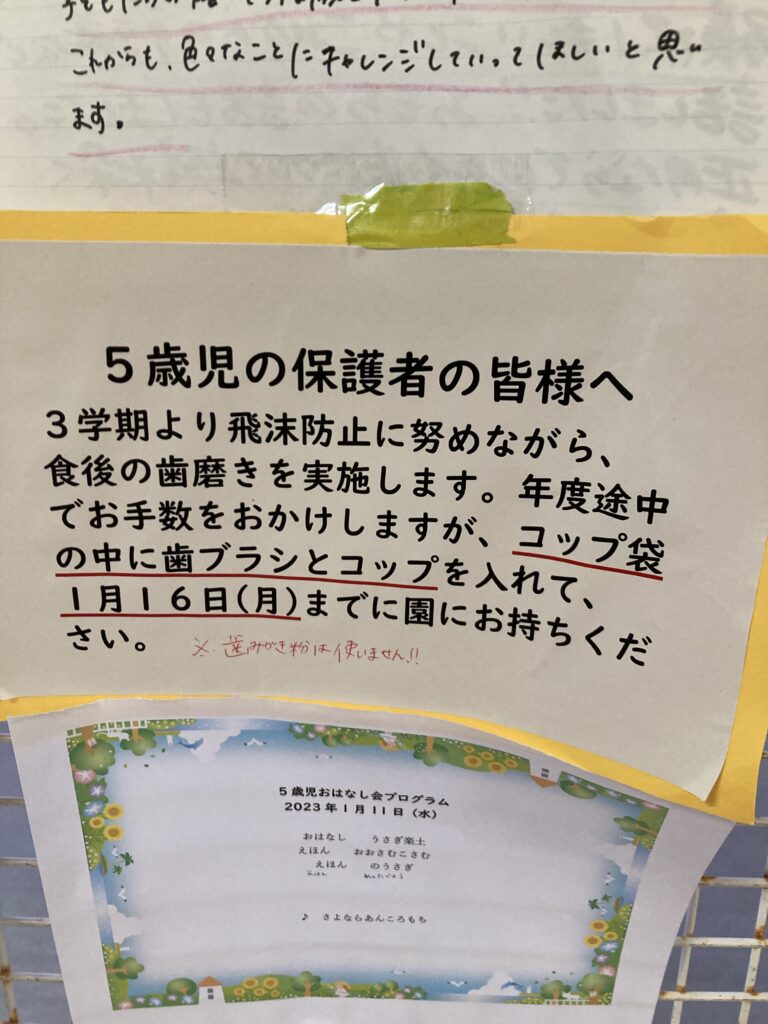 これからも、色々なことにチャレンジしていってほしいと思い
ます。
5歳児の保護者の皆様へ
3学期より飛沫防止に努めながら、
食後の歯磨きを実施します。年度途中
でお手数をおかけしますが、コップ袋
の中に歯ブラシとコップを入れて、
1月16日(月)までに園にお持ちくだ
さい。 ※歯みがき粉は使いません!!
5歳児おはなし会プログラム
2023年1月11日(水)
おはなし うさぎ楽土
えほん おおさむこさむ
えほん のうさぎ
えほん
♪ さよならあんころもち